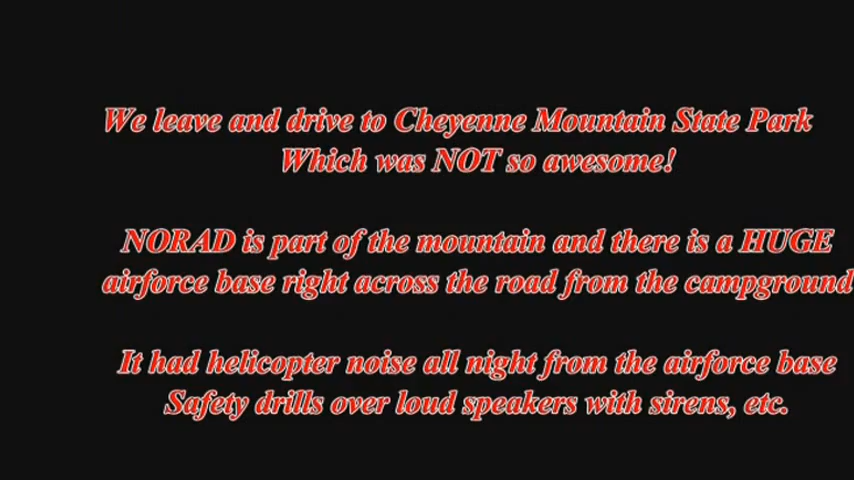 We leave and drive to Cheyenne Mountain State Park
Which was NOT so awesome!
NORAD is part of the mountain and there is a HUGE
airforce base right across the road from the campground
It had helicopter noise all night from the airforce base
Safety drills over loud speakers with sirens, etc.